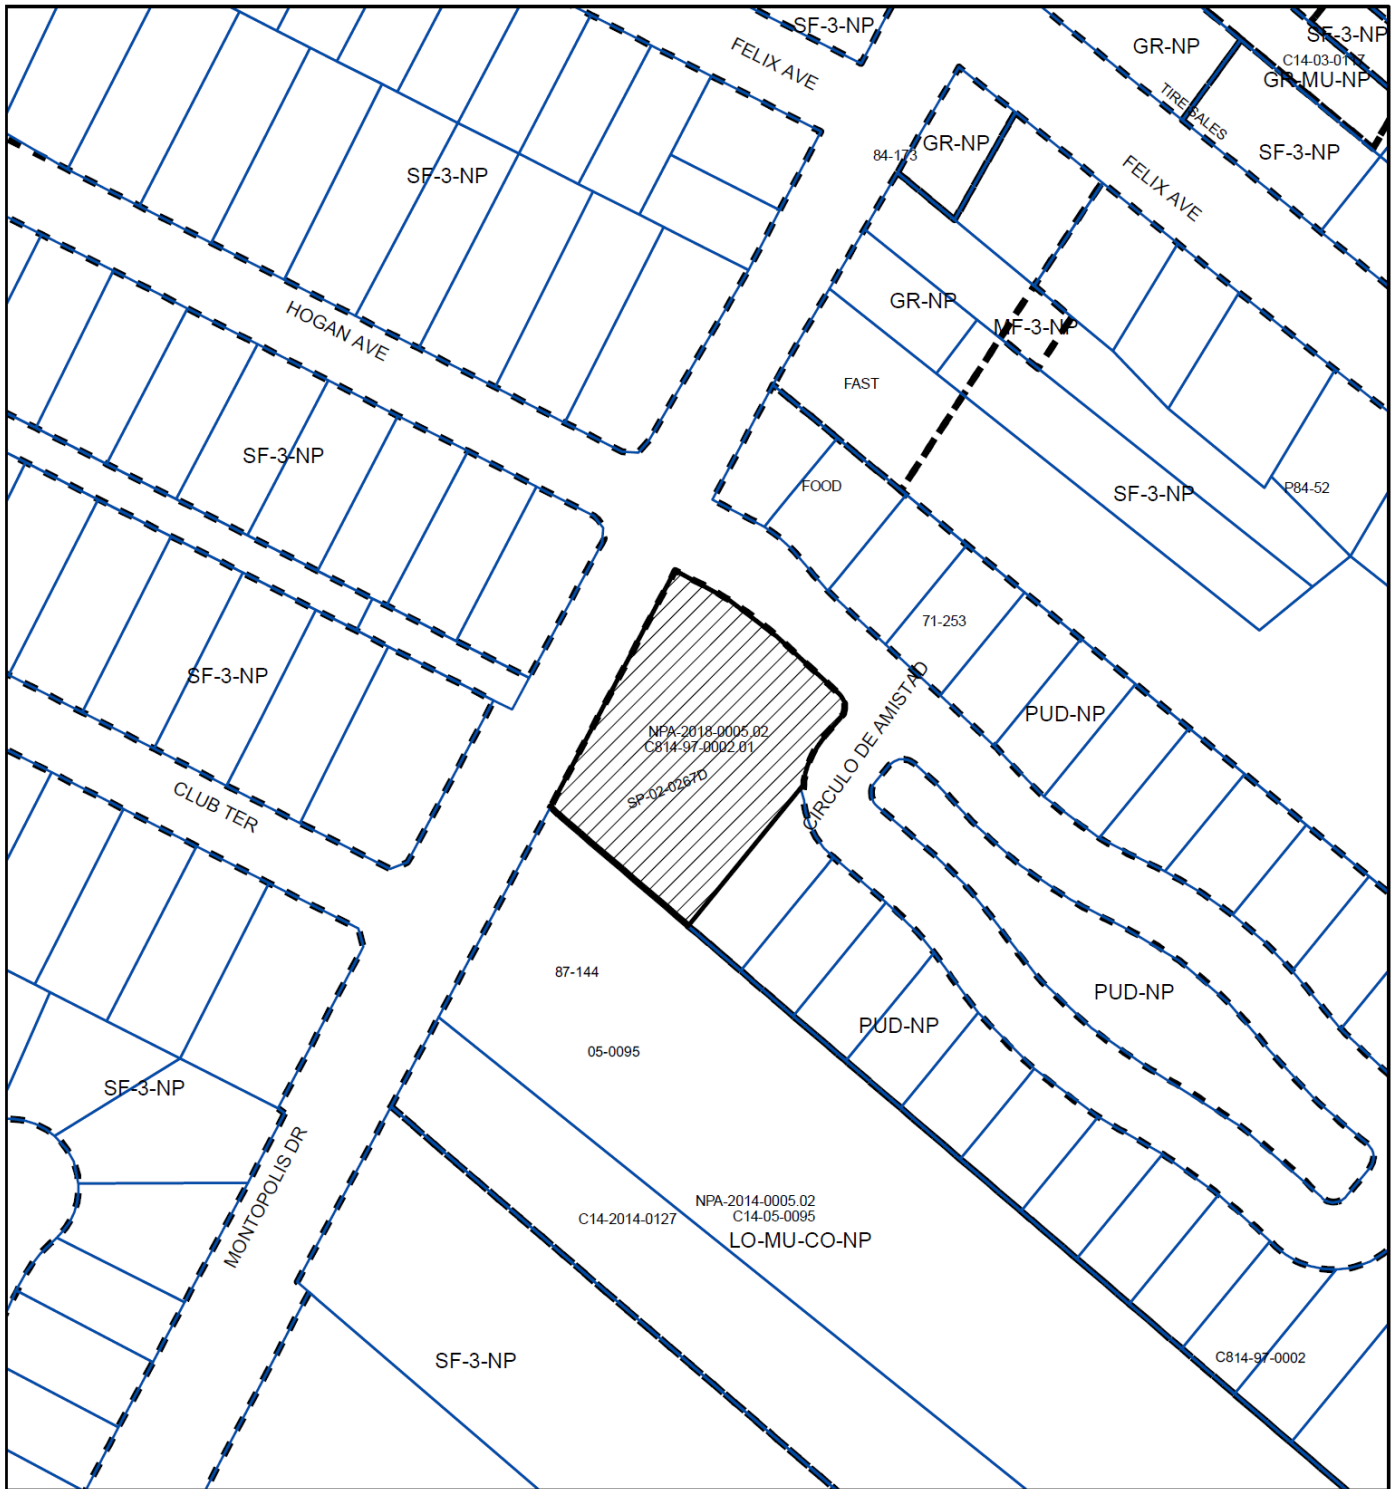 SF-3-NP
FELIX AVE
GR-NP
SF-3-NP
C14-03-0117
GR-MU-NP
TIRE SALES
SF-3-NP
GR-NP
84-173
SF-3-NP
FELIX AVE
GR-NP
MF-3-NP
HOGAN AVE
FAST
SF-3-NP
FOOD
SF-3-NP
P84-52
71-253
SF-3-NP
PUD-NP
NPA-2018-0005.02
C814-97-0002.01
SP-02-0267D
CIRCULO DE AMISTAD
CLUB TER
87-144
PUD-NP
PUD-NP
05-0095
SF-3-NP
MONTOPOLIS DR
NPA-2014-0005.02
C14-05-0095
C14-2014-0127
LO-MU-CO-NP
SF-3-NP
C814-97-0002